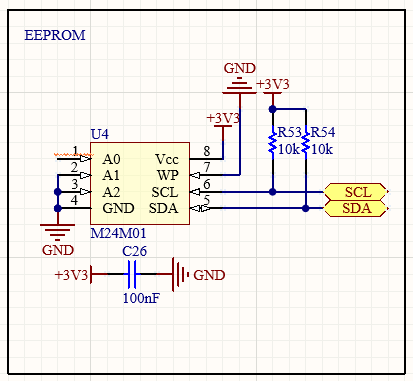 EEPROM
GND
+3V3
+3V3
R53 R54
10k 10k
U4
1 A0 Vcc 8
2 A1 WP 7
3 A2 SCL 6 SCL
4 GND SDA 5 SDA
M24M01
GND
C26
+3V3 GND
100nF